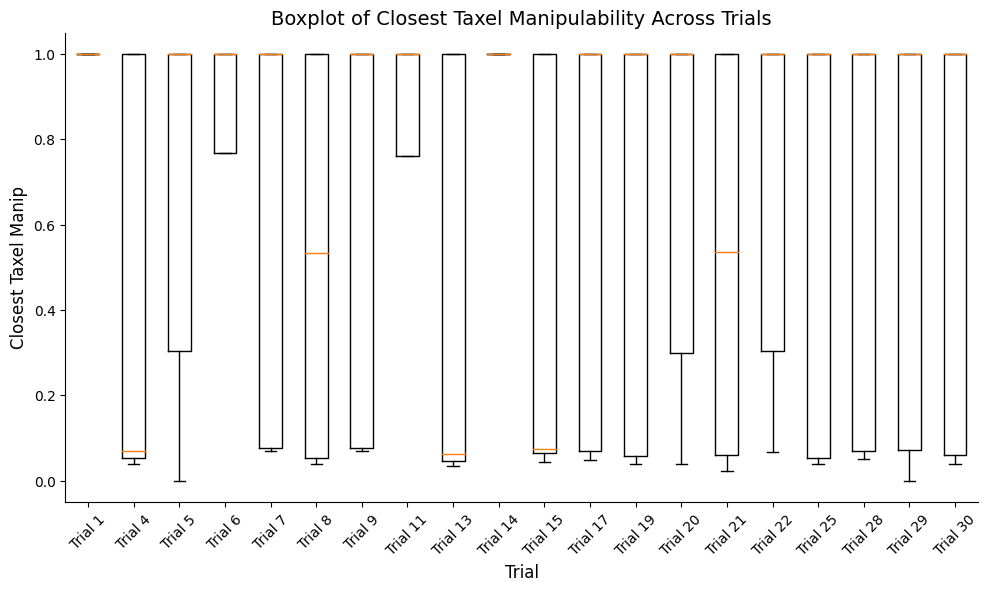 Boxplot of Closest Taxel Manipulability Across Trials
Closest Taxel Manip
1.0
0.8
0.6
0.4
0.2
0.0
Trial 1
Trial 4
Trial 5
Trial 6
Trial 7
Trial 8
Trial 9
Trial 11
Trial 13
Trial 14
Trial 15
Trial 17
Trial 19
Trial 20
Trial 21
Trial 22
Trial 25
Trial 28
Trial 29
Trial 30
Trial